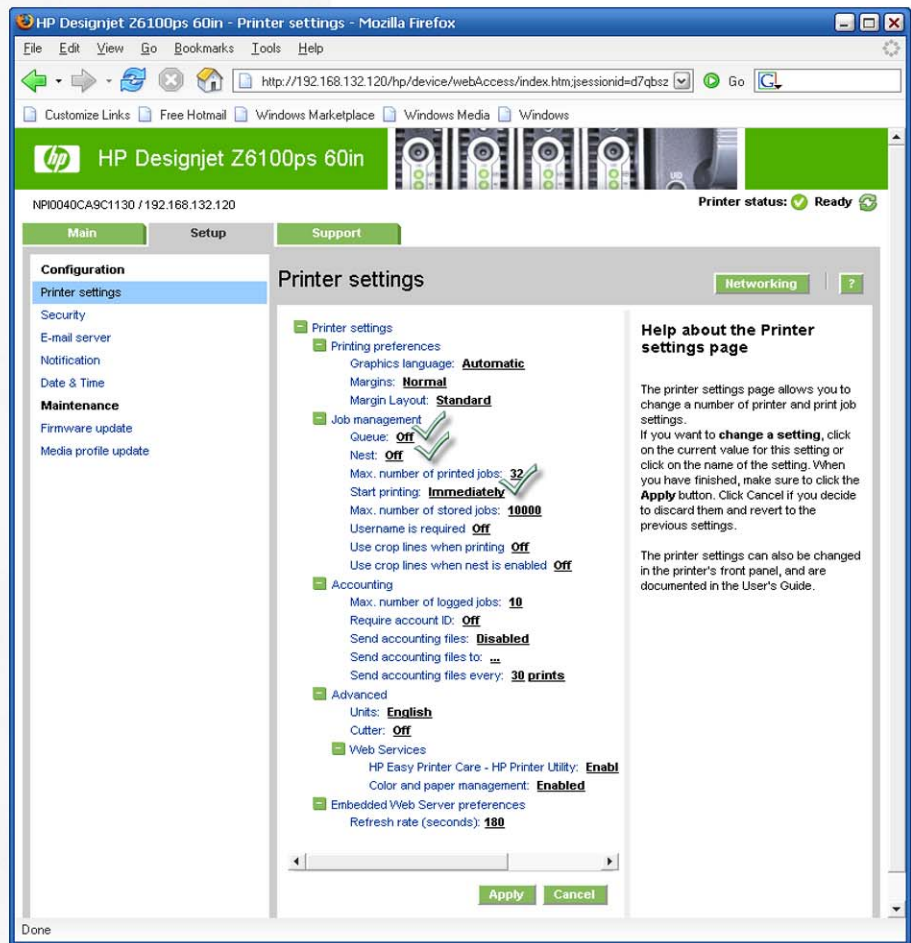 HP Designjet Z6100ps 60in - Printer settings - Mozilla Firefox
File Edit View Go Bookmarks Tools Help
http://192.168.132.120/hp/device/webAccess/index.htm;jsessionid=d7qbsz Go G
Customize Links Free Hotmail Windows Marketplace Windows Media Windows
hp HP Designjet Z6100ps 60in
UID
NPI0040CA9C1130 / 192.168.132.120
Printer status: Ready
Main Setup Support
Configuration
Printer settings
Security
E-mail server
Notification
Date & Time
Maintenance
Firmware update
Media profile update
Printer settings
Networking ?
Printer settings
Printing preferences
Graphics language: Automatic
Margins: Normal
Margin Layout: Standard
Job management
Queue: Off
Nest: Off
Max. number of printed jobs: 32
Start printing: Immediately
Max. number of stored jobs: 10000
Username is required Off
Use crop lines when printing Off
Use crop lines when nest is enabled Off
Accounting
Max. number of logged jobs: 10
Require account ID: Off
Send accounting files: Disabled
Send accounting files to: ...
Send accounting files every: 30 prints
Advanced
Units: English
Cutter: Off
Web Services
HP Easy Printer Care - HP Printer Utility: Enabl
Color and paper management: Enabled
Embedded Web Server preferences
Refresh rate (seconds): 180
Apply Cancel
Help about the Printer
settings page
The printer settings page allows you to
change a number of printer and print job
settings.
If you want to change a setting, click
on the current value for this setting or
click on the name of the setting. When
you have finished, make sure to click the
Apply button. Click Cancel if you decide
to discard them and revert to the
previous settings.
The printer settings can also be changed
in the printer's front panel, and are
documented in the User's Guide.
Done